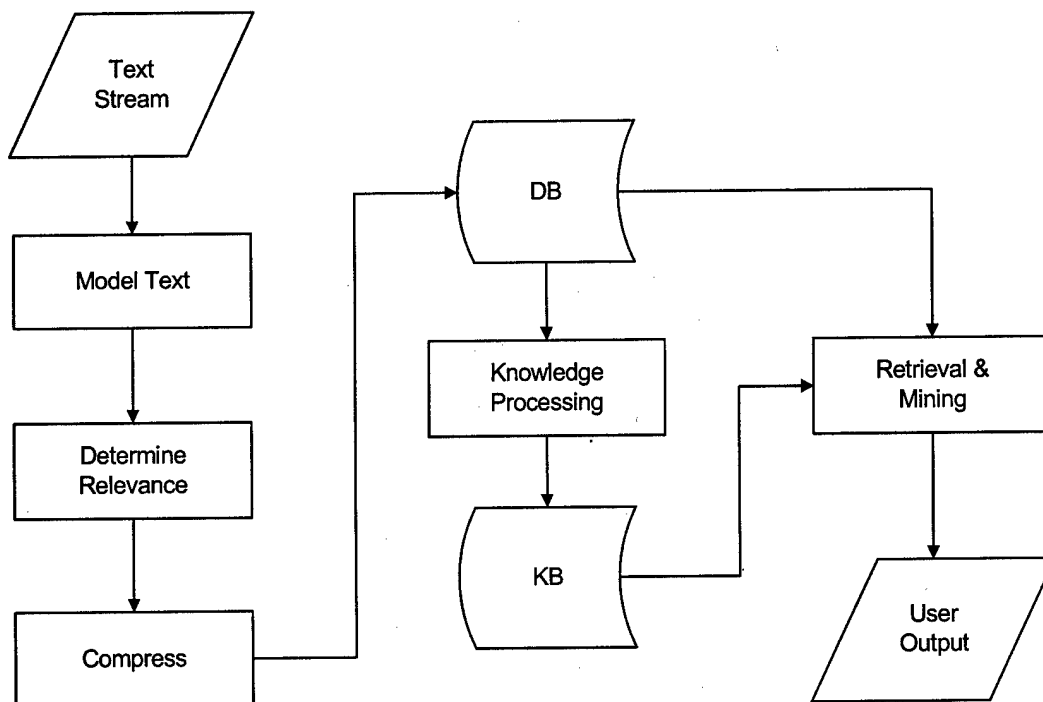 Text
Stream
Model Text
Determine
Relevance
Compress
DB
Knowledge
Processing
KB
Retrieval &
Mining
User
Output